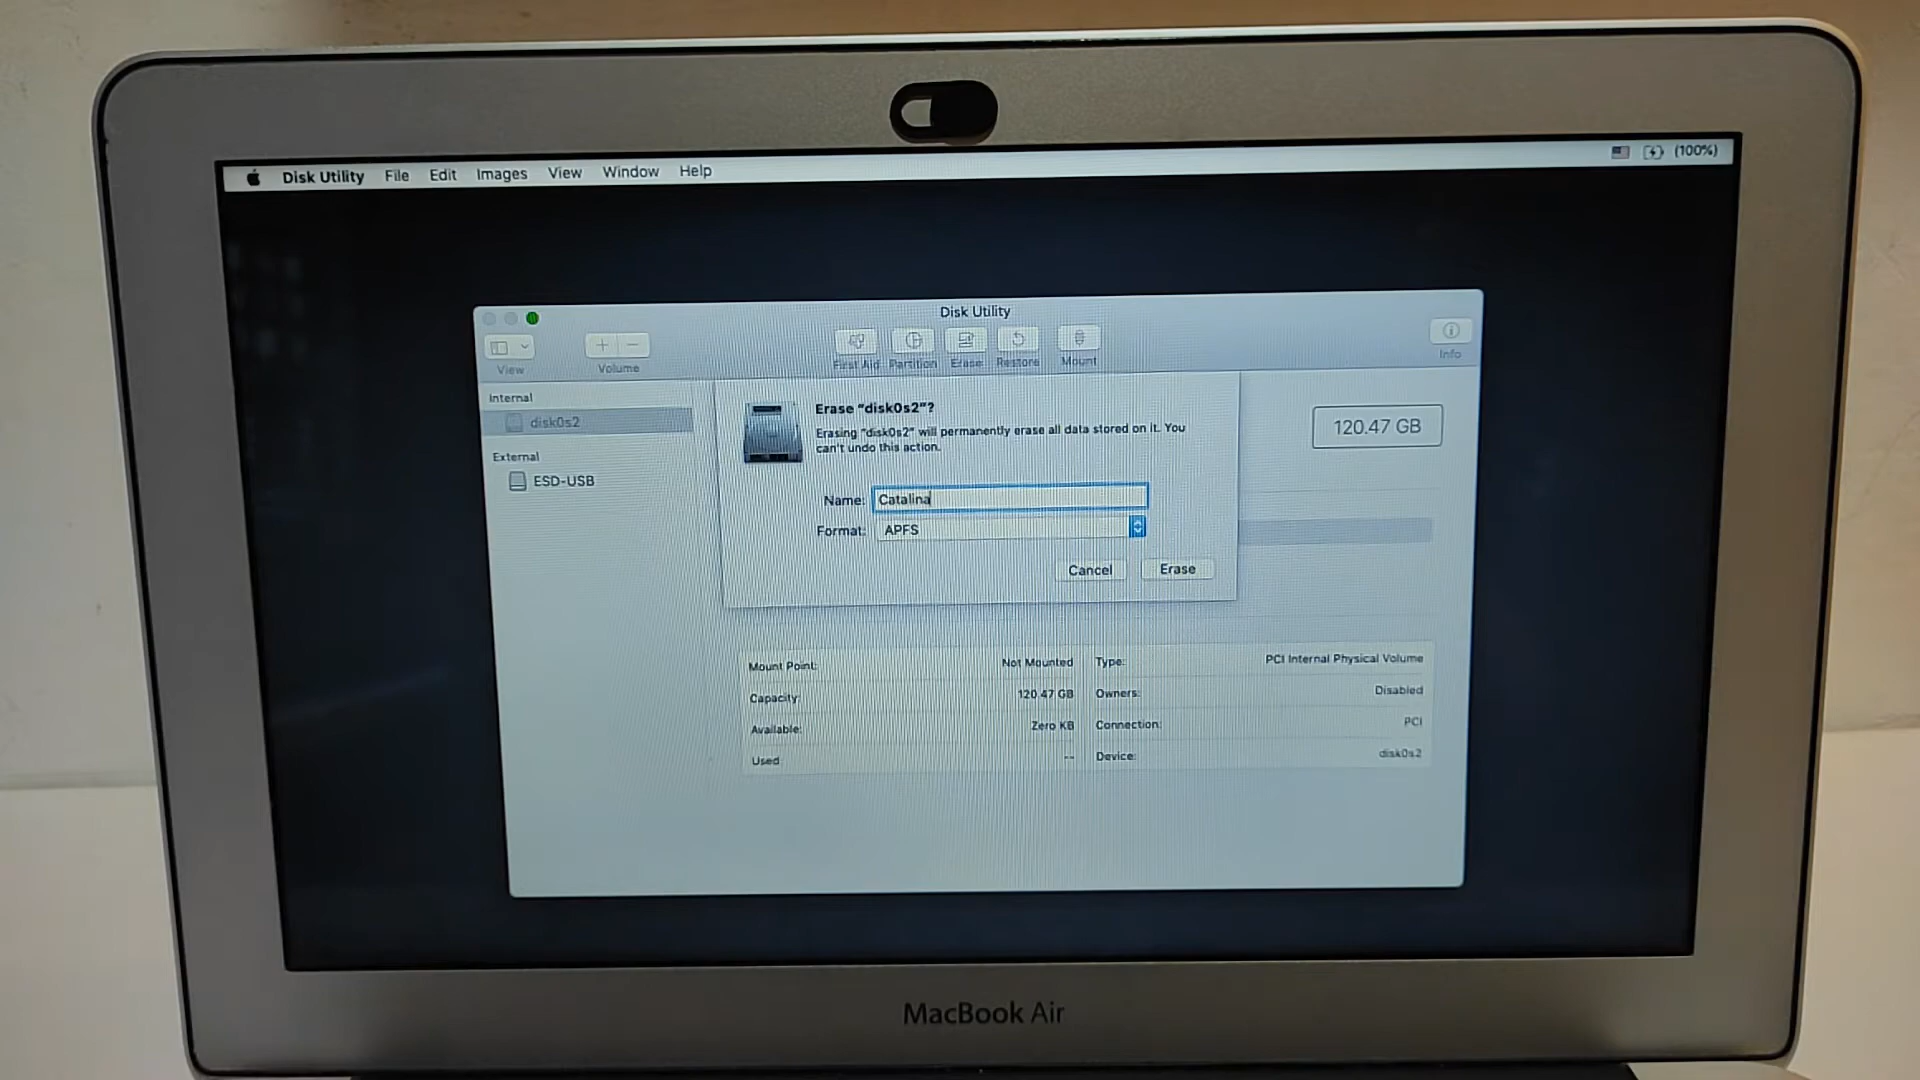 Disk Utility File Edit Images View Window Help (100%)
Disk Utility
View Volume First Aid Partition Erase Restore Mount Info
Internal
disk0s2
External
ESD-USB
Erase "disk0s2"?
Erasing "disk0s2" will permanently erase all data stored on it. You
can't undo this action.
Name: Catalina
Format: APFS
Cancel Erase
120.47 GB
Mount Point: Not Mounted Type: PCI Internal Physical Volume
Capacity: 120.47 GB Owners: Disabled
Available: Zero KB Connection: PCI
Used: -- Device: disk0s2
MacBook Air